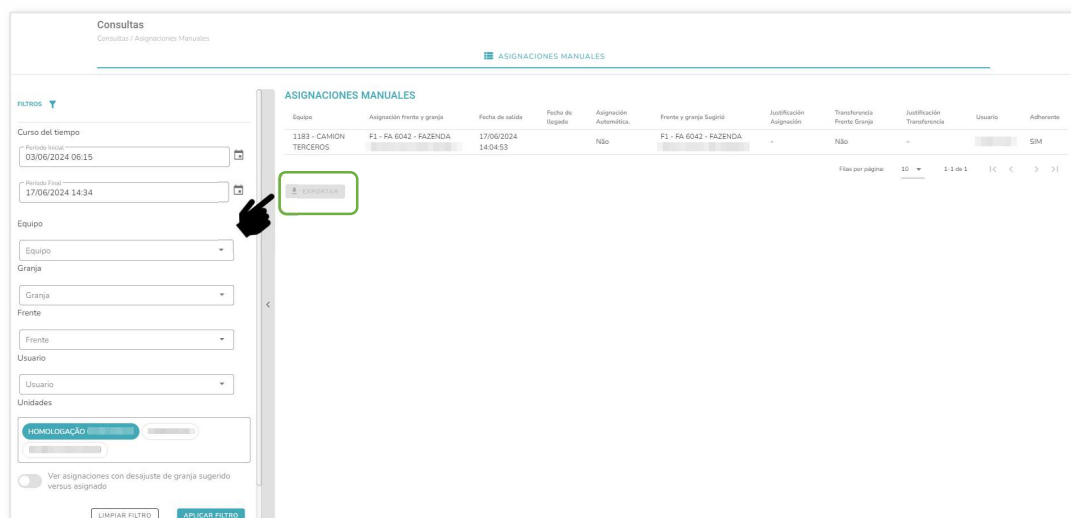 Consultas
Consultas / Asignaciones Manuales
ASIGNACIONES MANUALES
FILTROS
Curso del tiempo
Periodo Inicial
03/06/2024 06:15
Periodo Final
17/06/2024 14:34
Equipo
Equipo
Granja
Granja
Frente
Frente
Usuario
Usuario
Unidades
HOMOLOGAÇÃO
Ver asignaciones con desajuste de granja sugerido
versus asignado
LIMPIAR FILTRO APLICAR FILTRO
ASIGNACIONES MANUALES
Equipo Asignación frente y granja Fecha de salida Fecha de llegada Asignación Automática. Frente y granja Sugirió Justificación Asignación Transferencia Frente Granja Justificación Transferencia Usuario Adherente
1183 - CAMION TERCEROS F1 - FA 6042 - FAZENDA 17/06/2024 14:04:53 Não F1 - FA 6042 - FAZENDA - Não - SIM
Filas por página: 10 1-1 de 1
EXPORTAR